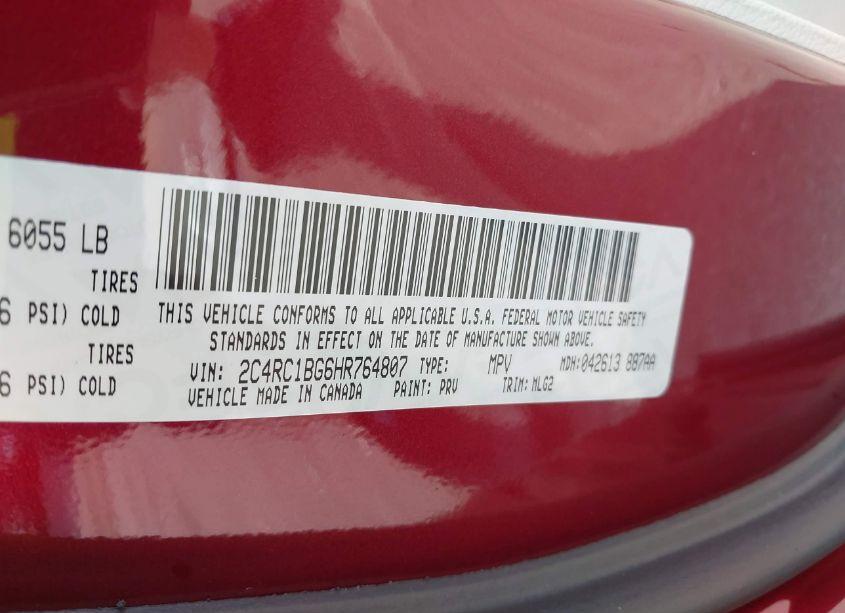 6055 LB
TIRES
6 PSI) COLD
TIRES
6 PSI) COLD
THIS VEHICLE CONFORMS TO ALL APPLICABLE U.S.A. FEDERAL MOTOR VEHICLE SAFETY
STANDARDS IN EFFECT ON THE DATE OF MANUFACTURE SHOWN ABOVE.
VIN: 2C4RC1BG6HR764807 TYPE: MPV MDH:042613 887AA
VEHICLE MADE IN CANADA PAINT: PRV TRIM: MLG2